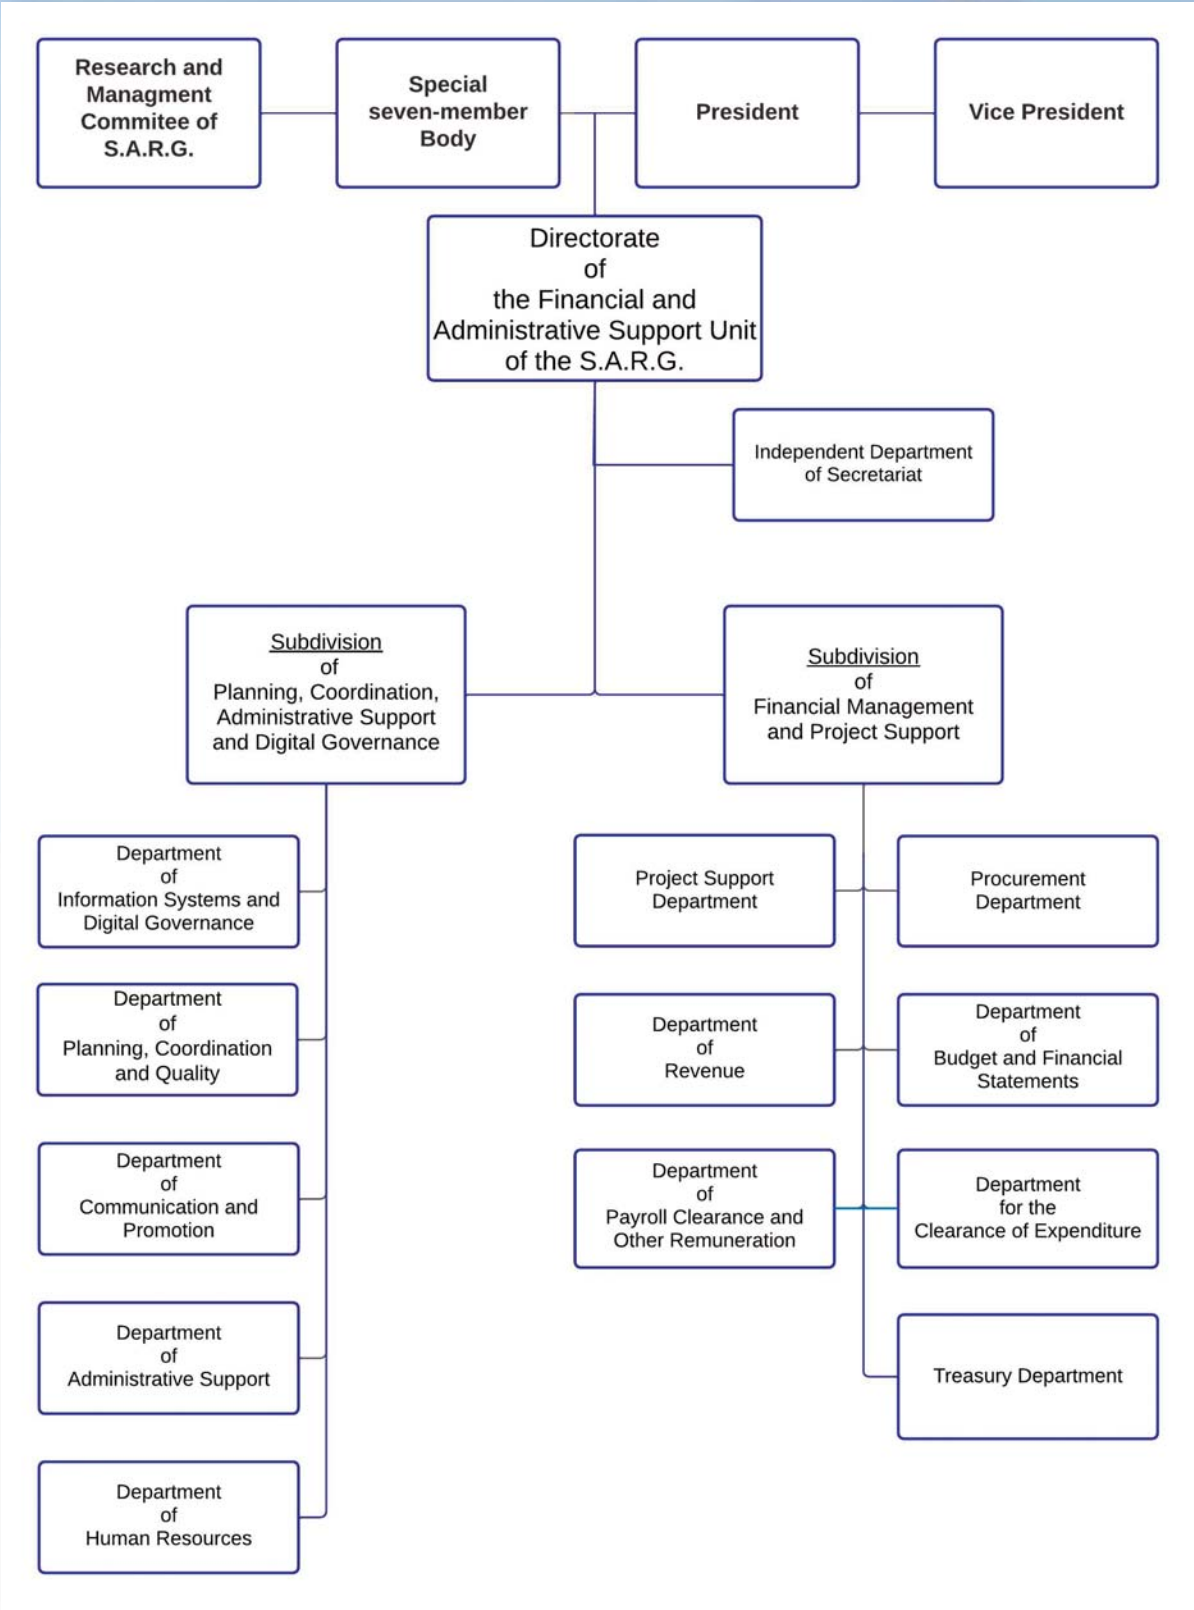 Research and
Managment
Commitee of
S.A.R.G.
Special
seven-member
Body
President
Vice President
Directorate
of
the Financial and
Administrative Support Unit
of the S.A.R.G.
Independent Department
of Secretariat
Subdivision
of
Planning, Coordination,
Administrative Support
and Digital Governance
Subdivision
of
Financial Management
and Project Support
Department
of
Information Systems and
Digital Governance
Department
of
Planning, Coordination
and Quality
Department
of
Communication and
Promotion
Department
of
Administrative Support
Department
of
Human Resources
Project Support
Department
Procurement
Department
Department
of
Revenue
Department
of
Budget and Financial
Statements
Department
of
Payroll Clearance and
Other Remuneration
Department
for the
Clearance of Expenditure
Treasury Department